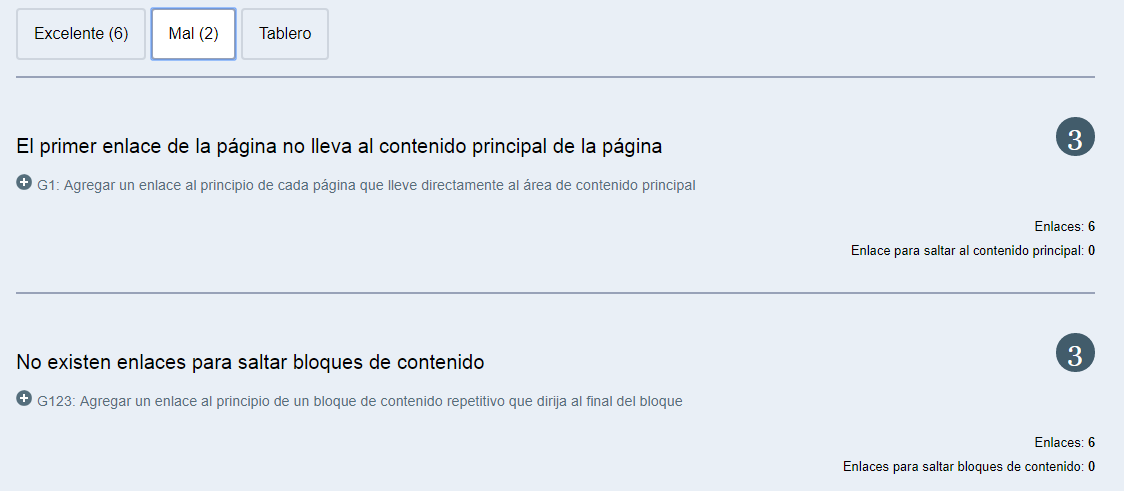 Excelente (6) Mal (2) Tablero
3
El primer enlace de la página no lleva al contenido principal de la página
G1: Agregar un enlace al principio de cada página que lleve directamente al área de contenido principal
Enlaces: 6
Enlace para saltar al contenido principal: 0
3
No existen enlaces para saltar bloques de contenido
G123: Agregar un enlace al principio de un bloque de contenido repetitivo que dirija al final del bloque
Enlaces: 6
Enlaces para saltar bloques de contenido: 0